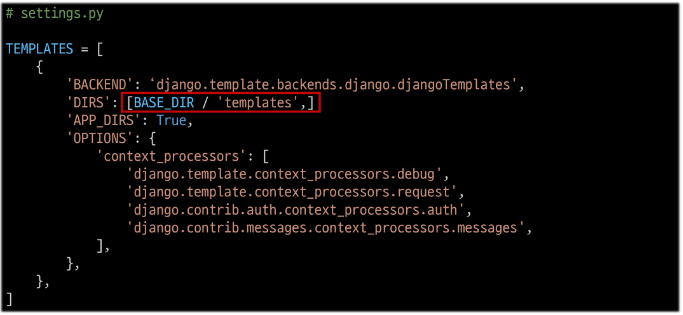 # settings.py
TEMPLATES = [
    {
        'BACKEND': ‘django.template.backends.django.djangoTemplates',
        'DIRS': [BASE_DIR / 'templates',]
        'APP_DIRS': True,
        'OPTIONS': {
            'context_processors': [
                'django.template.context_processors.debug',
                'django.template.context_processors.request',
                'django.contrib.auth.context_processors.auth',
                'django.contrib.messages.context_processors.messages',
            ],
        },
    },
]